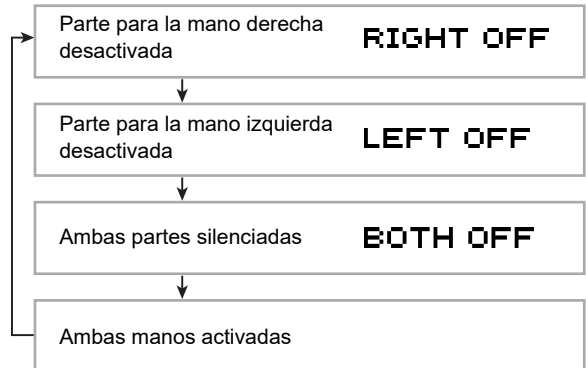 Parte para la mano derecha
desactivada
RIGHT OFF
Parte para la mano izquierda
desactivada
LEFT OFF
Ambas partes silenciadas
BOTH OFF
Ambas manos activadas